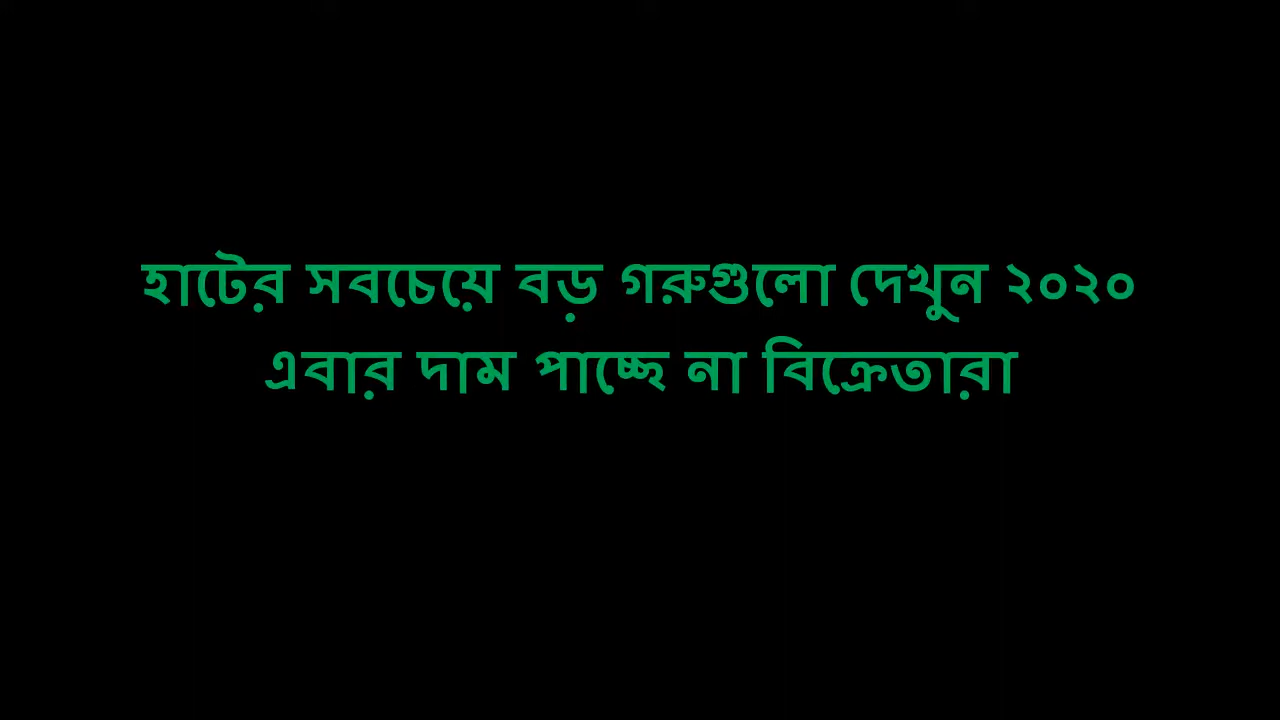 হাটের সবচেয়ে বড় গরুগুলো দেখুন ২০২০
এবার দাম পাচ্ছে না বিক্রেতারা